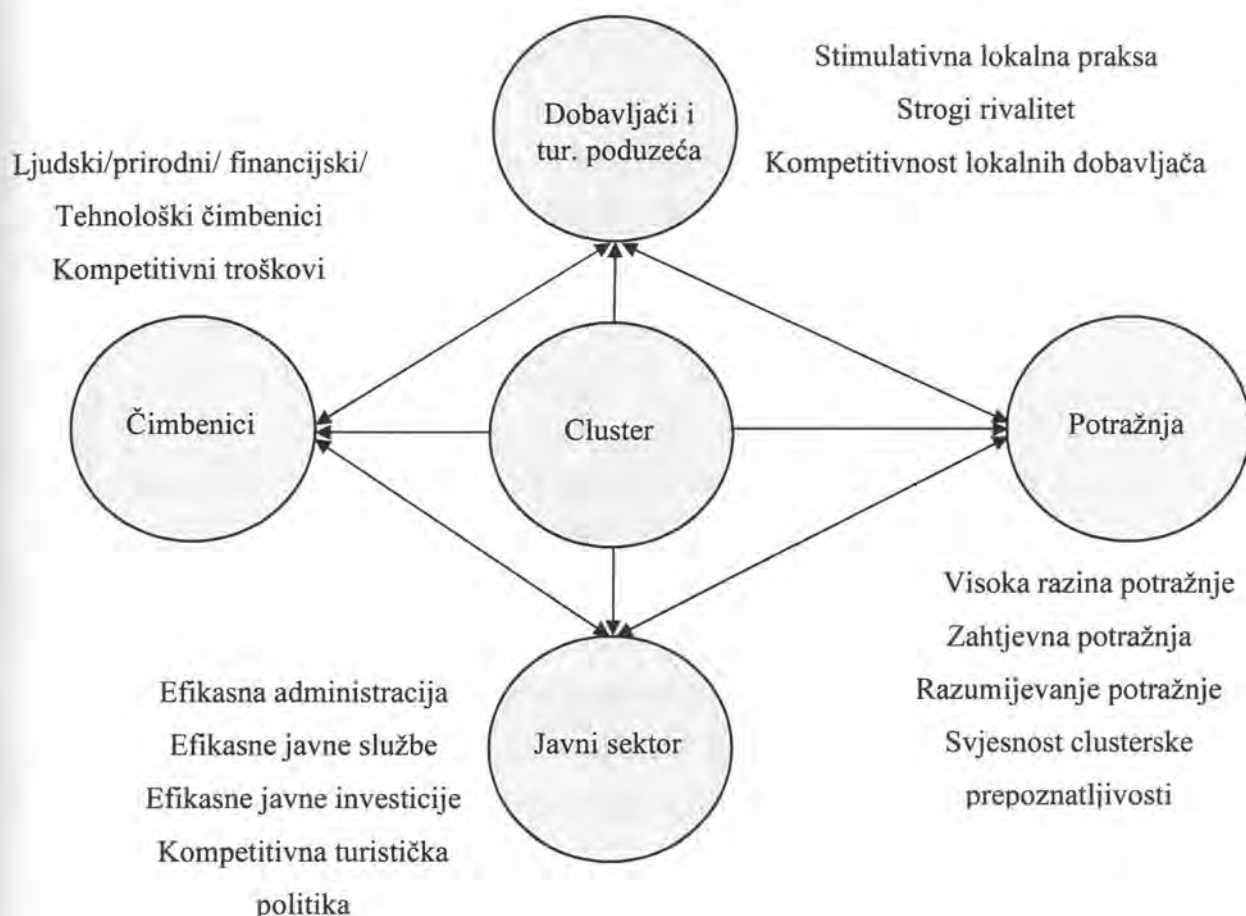 Dobavljači i
tur. poduzeća
Stimulativna lokalna praksa
Strogi rivalitet
Kompetitivnost lokalnih dobavljača
Ljudski/prirodni/ financijski/
Tehnološki čimbenici
Kompetitivni troškovi
Čimbenici
Cluster
Potražnja
Visoka razina potražnje
Zahtjevna potražnja
Razumijevanje potražnje
Svjesnost clusterske
prepoznatljivosti
Javni sektor
Efikasna administracija
Efikasne javne službe
Efikasne javne investicije
Kompetitivna turistička
politika